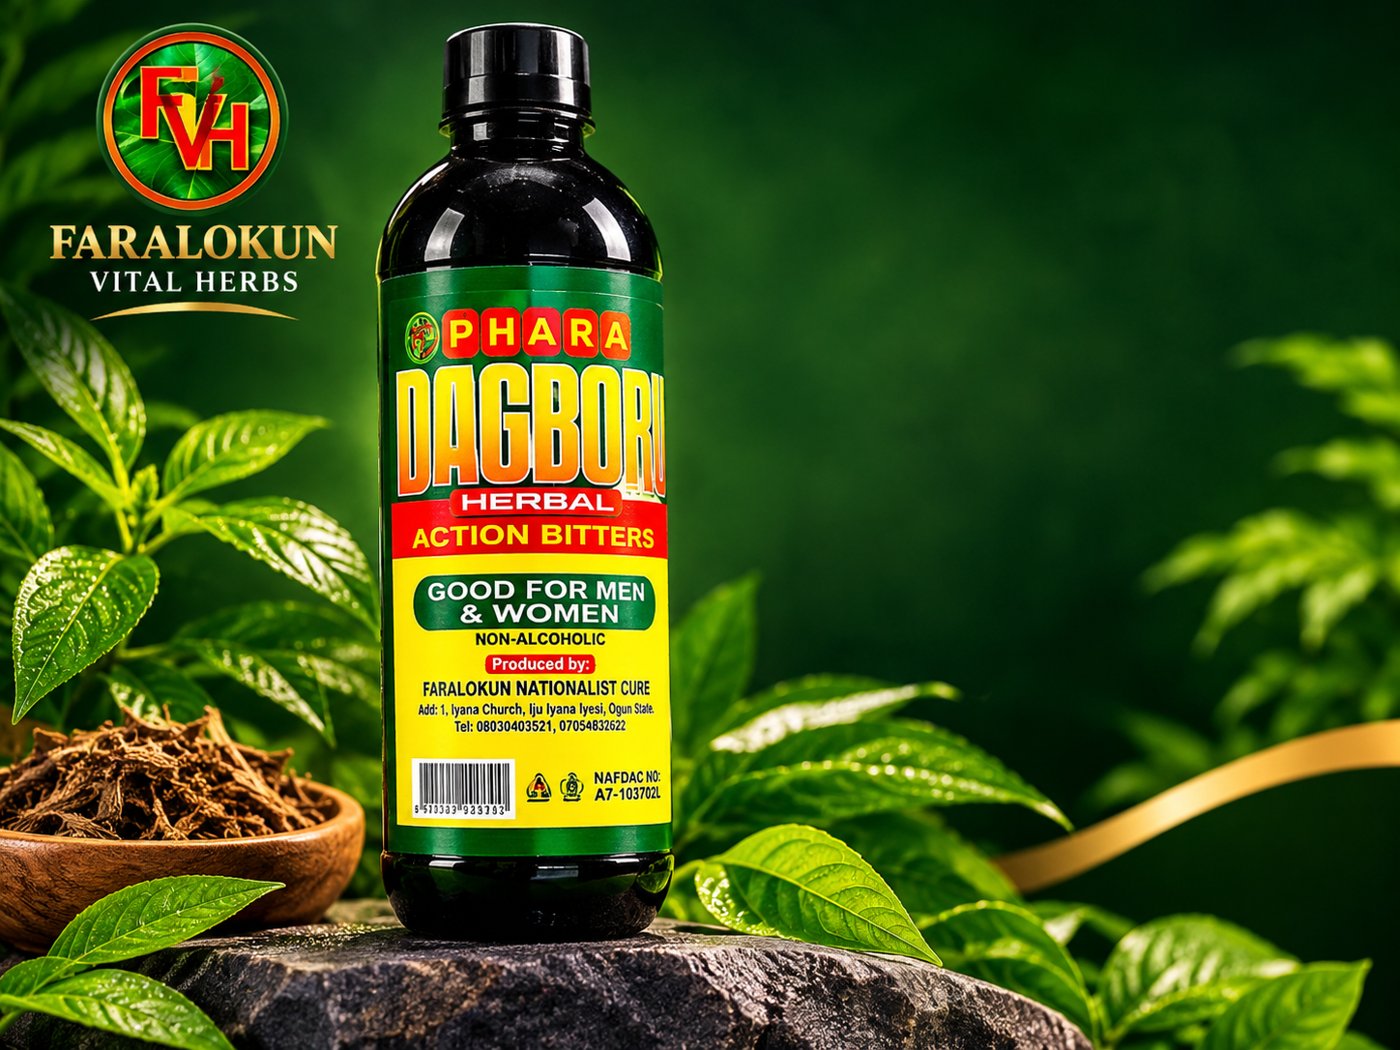 FVH
FARALOKUN
VITAL HERBS
PHARA
DAGBORU
HERBAL
ACTION BITTERS
GOOD FOR MEN
& WOMEN
NON-ALCOHOLIC
Produced by:
FARALOKUN NATIONALIST CURE
Add: 1, Iyana Church, Iju Iyana Iyesi, Ogun State.
Tel: 08030403521, 07054832622
NAFDAC NO:
A7-103702L